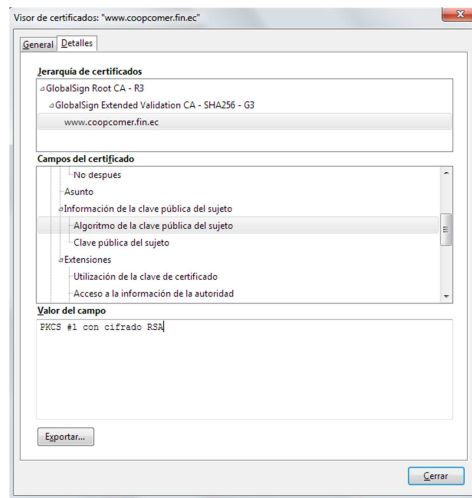 Visor de certificados: "www.coopcomer.fin.ec"
General Detalles
Jerarquía de certificados
GlobalSign Root CA - R3
GlobalSign Extended Validation CA - SHA256 - G3
www.coopcomer.fin.ec
Campos del certificado
No despues
Asunto
Información de la clave pública del sujeto
Algoritmo de la clave pública del sujeto
Clave pública del sujeto
Extensiones
Utilización de la clave de certificado
Acceso a la información de la autoridad
Valor del campo
PKCS #1 con cifrado RSA
Exportar...
Cerrar